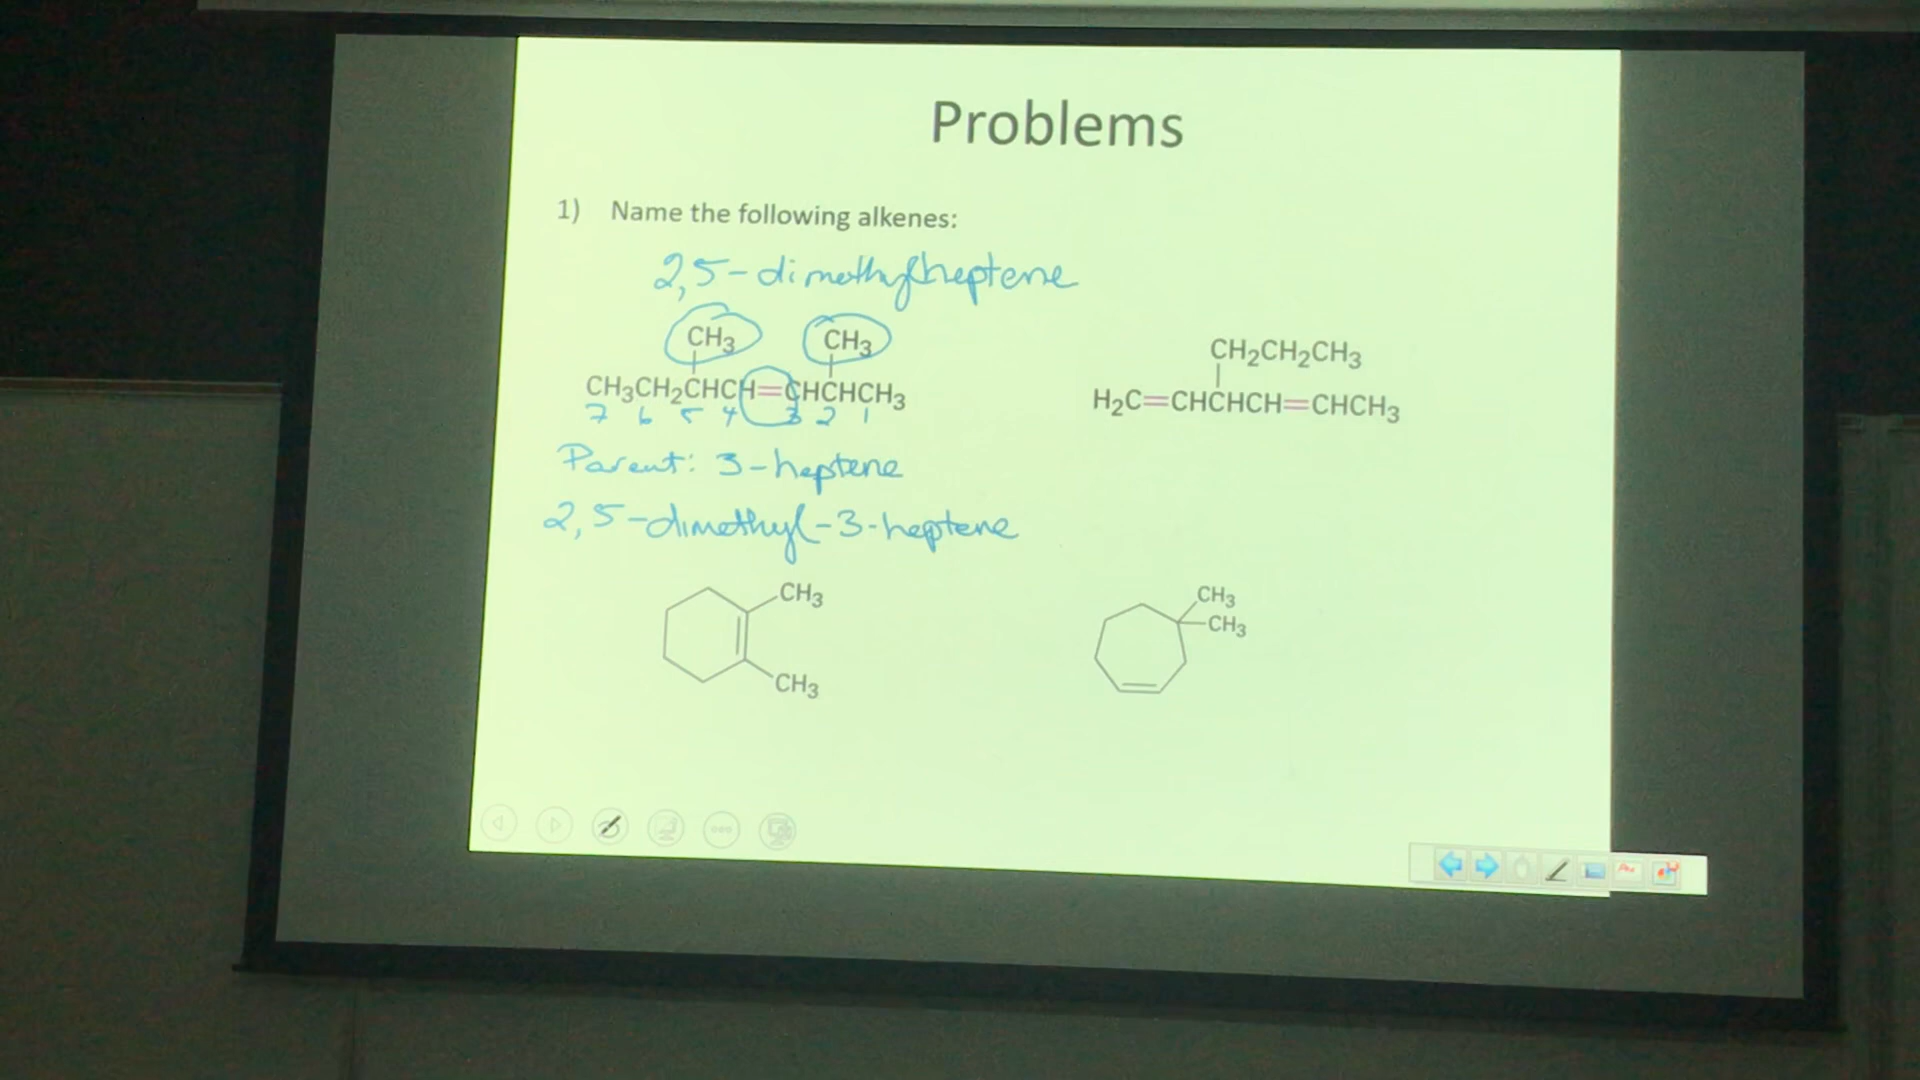 Problems
1) Name the following alkenes:
2,5-dimethylheptene
CH₃ CH₃
CH₃CH₂CHCH=CHCHCH₃
7 6 5 4 3 2 1
Parent: 3-heptene
2,5-dimethyl-3-heptene
CH₂CH₂CH₃
H₂C=CHCHCH=CHCH₃
CH₃
CH₃
CH₃
CH₃